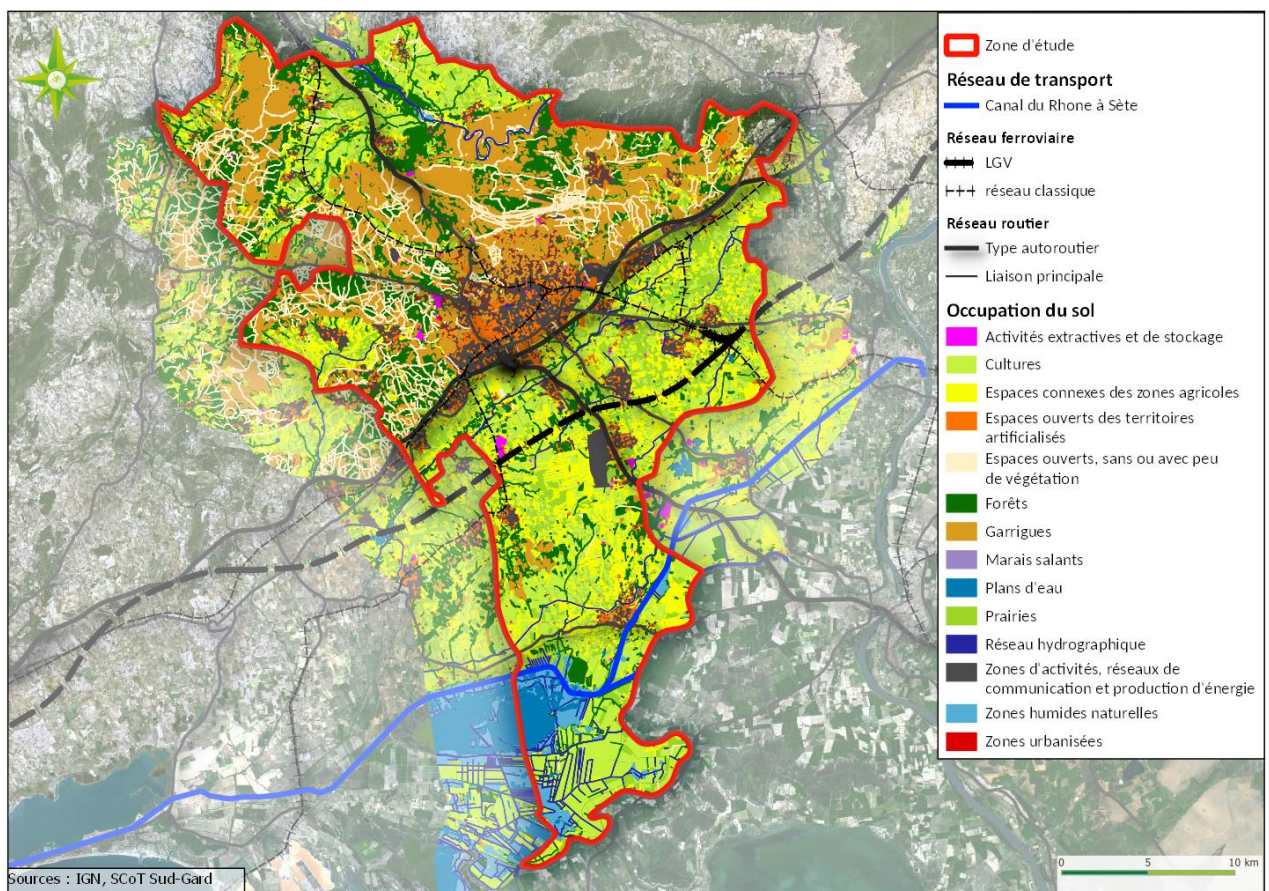 Zone d'étude
Réseau de transport
Canal du Rhone à Sète
Réseau ferroviaire
LGV
réseau classique
Réseau routier
Type autoroutier
Liaison principale
Occupation du sol
Activités extractives et de stockage
Cultures
Espaces connexes des zones agricoles
Espaces ouverts des territoires
artificialisés
Espaces ouverts, sans ou avec peu
de végétation
Forêts
Garrigues
Marais salants
Plans d'eau
Prairies
Réseau hydrographique
Zones d'activités, réseaux de
communication et production d'énergie
Zones humides naturelles
Zones urbanisées
0 5 10 km
Sources : IGN, SCoT Sud-Gard